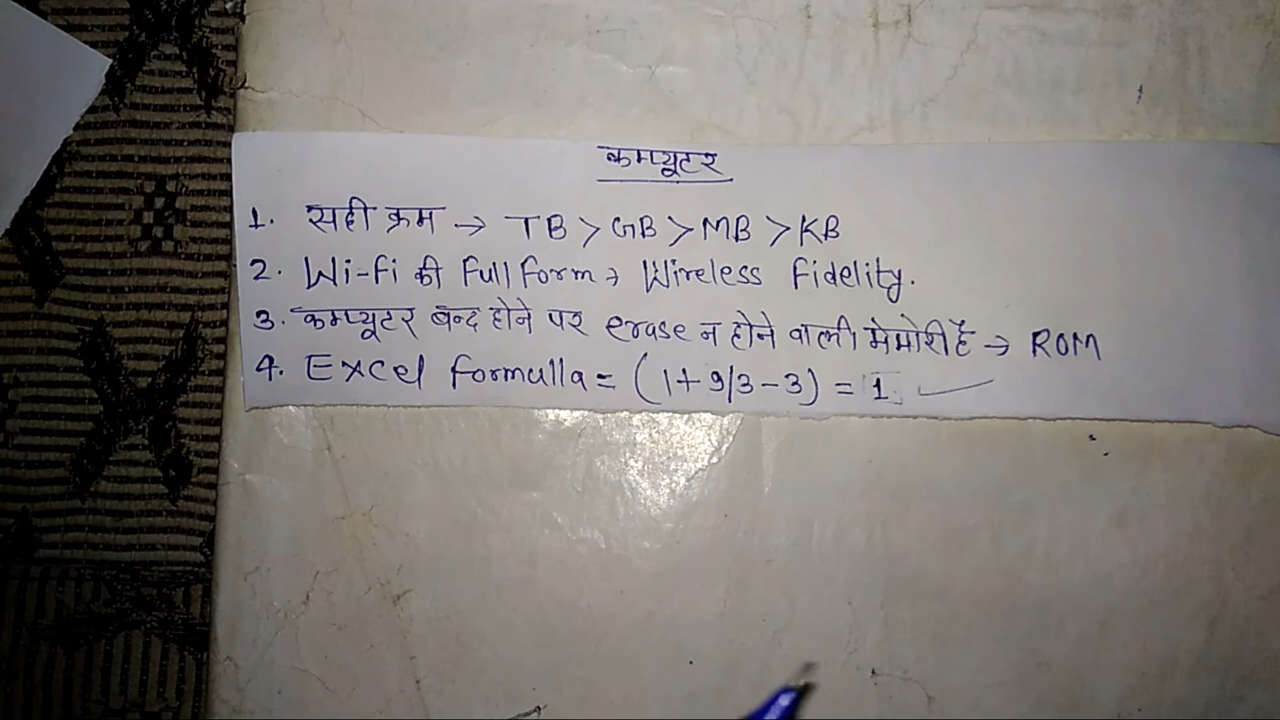 कम्प्यूटर
1. सही क्रम → TB > GB > MB > KB
2. Wi-Fi की Full Form → Wireless Fidelity.
3. कम्प्यूटर बन्द होने पर erase न होने वाली मेमोरी है → ROM
4. Excel formulla = (1+9/3-3) = 1